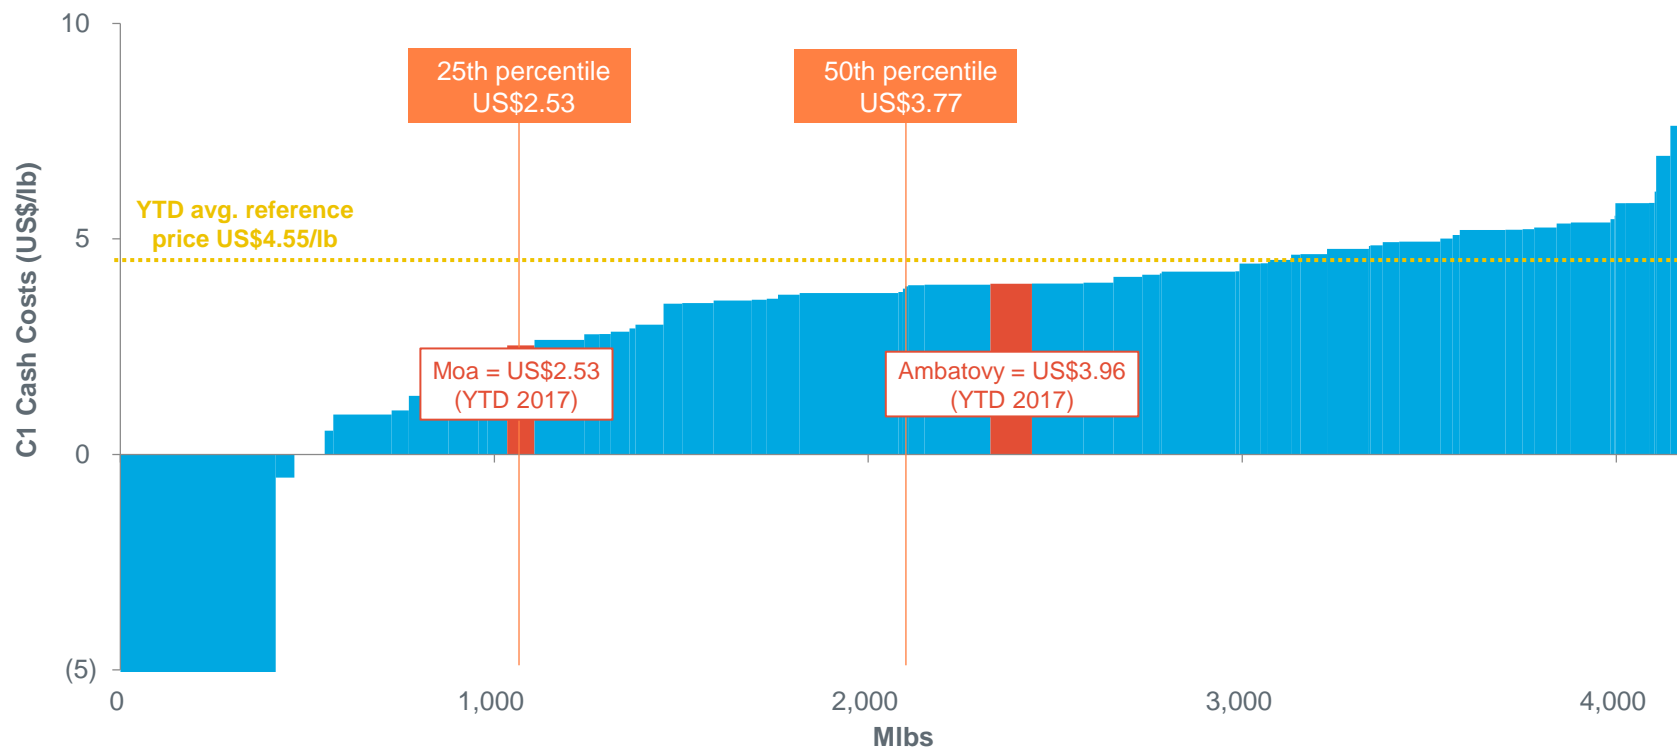 10
25th percentile
US$2.53
50th percentile
US$3.77
C1 Cash Costs (US$/lb)
YTD avg. reference
price US$4.55/lb
5
Moa = US$2.53
(YTD 2017)
Ambatovy = US$3.96
(YTD 2017)
0
(5)
0
1,000
2,000
3,000
4,000
Mlbs